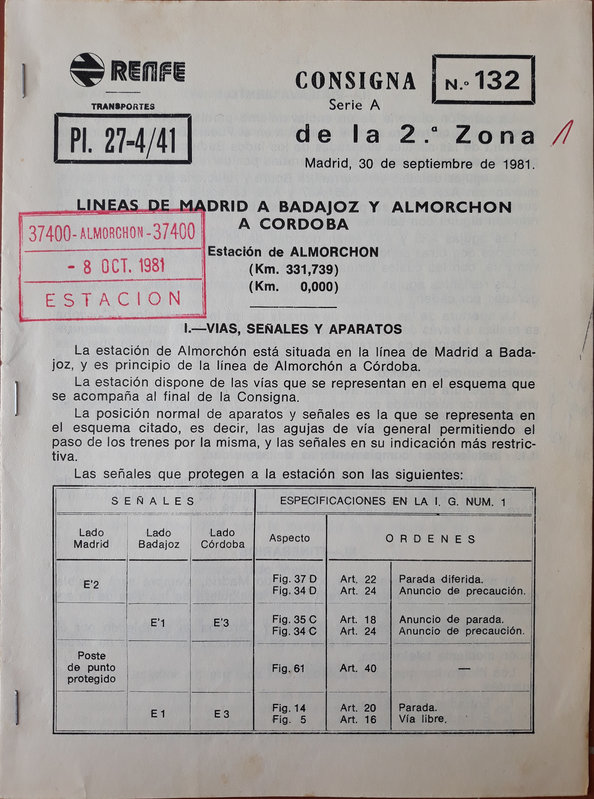 RENFE
TRANSPORTES
PI. 27-4/41
CONSIGNA
N.º 132
Serie A
de la 2.ª Zona
1
Madrid, 30 de septiembre de 1981.
LINEAS DE MADRID A BADAJOZ Y ALMORCHON
A CORDOBA
37400-ALMORCHON-37400
- 8 OCT. 1981
ESTACION
Estación de ALMORCHON
(Km. 331,739)
(Km. 0,000)
I.—VIAS, SEÑALES Y APARATOS
La estación de Almorchón está situada en la línea de Madrid a Bada-
joz, y es principio de la línea de Almorchón a Córdoba.
La estación dispone de las vías que se representan en el esquema que
se acompaña al final de la Consigna.
La posición normal de aparatos y señales es la que se representa en
el esquema citado, es decir, las agujas de vía general permitiendo el
paso de los trenes por la misma, y las señales en su indicación más restric-
tiva.
Las señales que protegen a la estación son las siguientes:
SEÑALES ESPECIFICACIONES EN LA I. G. NUM. 1
Lado Madrid Lado Badajoz Lado Córdoba Aspecto ORDENES
E'2 Fig. 37 D Art. 22 Parada diferida.
Fig. 34 D Art. 24 Anuncio de precaución.
E'1 E'3 Fig. 35 C Art. 18 Anuncio de parada.
Fig. 34 C Art. 24 Anuncio de precaución.
Poste
de punto
protegido Fig. 61 Art. 40 —
E 1 E 3 Fig. 14 Art. 20 Parada.
Fig. 5 Art. 16 Vía libre.